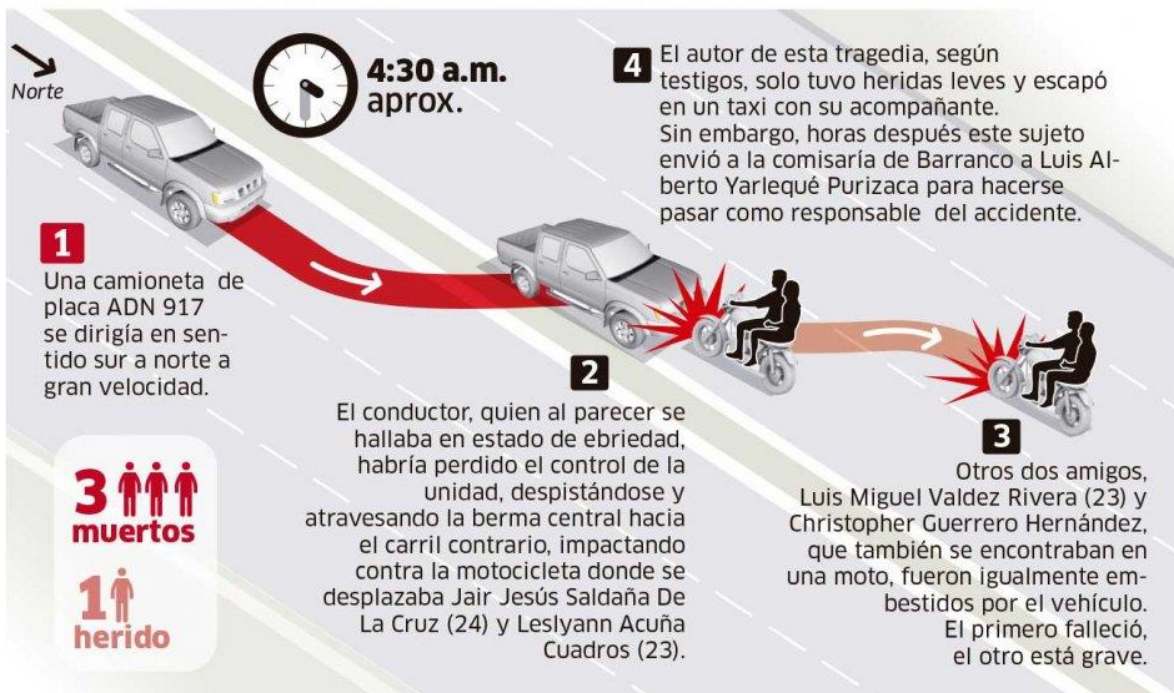 Norte
4:30 a.m.
aprox.
1
Una camioneta de
placa ADN 917
se dirigía en sen-
tido sur a norte a
gran velocidad.
2
El conductor, quien al parecer se
hallaba en estado de ebriedad,
habría perdido el control de la
unidad, despistándose y
atravesando la berma central hacia
el carril contrario, impactando
contra la motocicleta donde se
desplazaba Jair Jesús Saldaña De
La Cruz (24) y Leslyann Acuña
Cuadros (23).
3
Otros dos amigos,
Luis Miguel Valdez Rivera (23) y
Christopher Guerrero Hernández,
que también se encontraban en
una moto, fueron igualmente em-
bestidos por el vehículo.
El primero falleció,
el otro está grave.
4
El autor de esta tragedia, según
testigos, solo tuvo heridas leves y escapó
en un taxi con su acompañante.
Sin embargo, horas después este sujeto
envió a la comisaría de Barranco a Luis Al-
berto Yarlequé Purizaca para hacerse
pasar como responsable del accidente.
3
muertos
1
herido